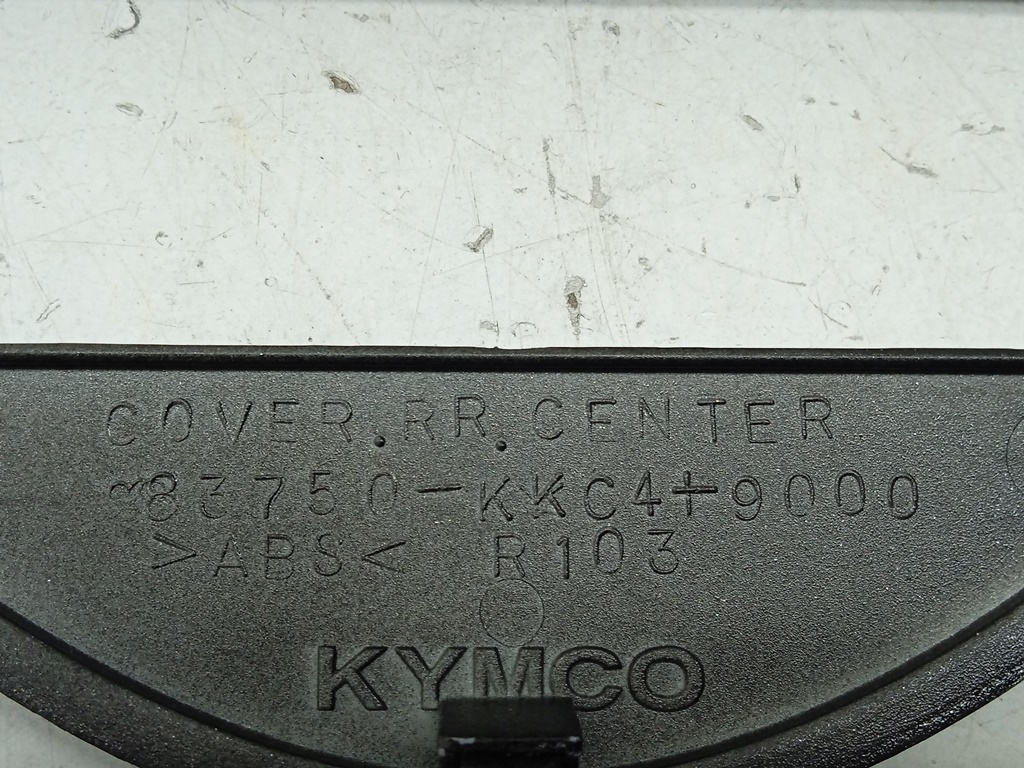 COVER.RR.CENTER
83750-KKC4-9000
>ABS< R103
KYMCO